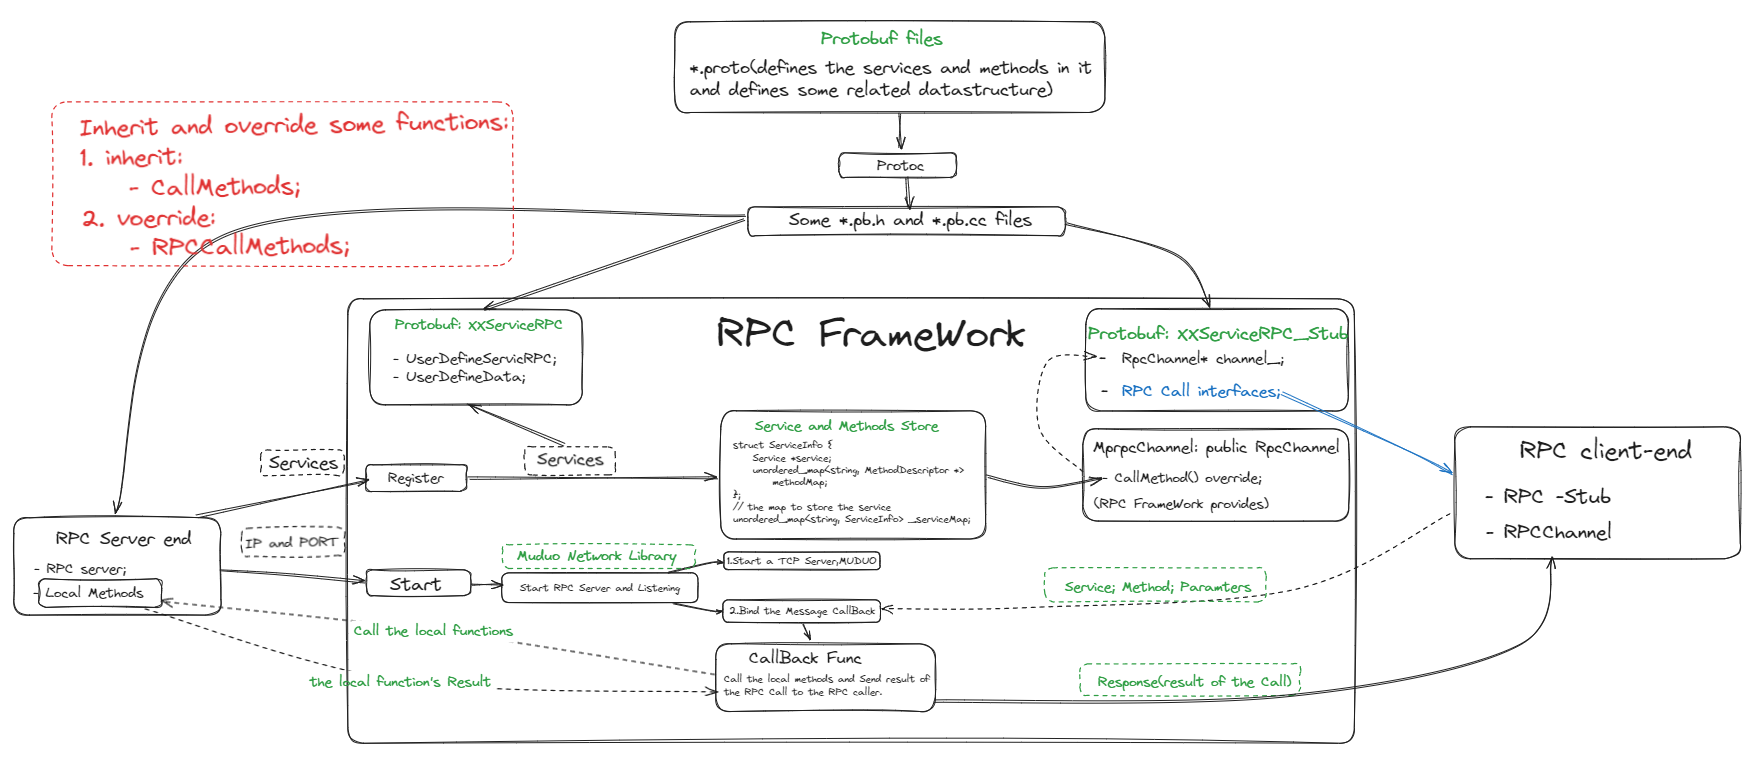 Protobuf files
*.proto(defines the services and methods in it
and defines some related datastructure)
Inherit and override some functions:
1. inherit:
- CallMethods;
2. voerride:
- RPCCallMethods;
Protoc
Some *.pb.h and *.pb.cc files
RPC FrameWork
Protobuf: XXServiceRPC
- UserDefineServicRPC;
- UserDefineData;
Protobuf: XXServiceRPC_Stub
- RpcChannel* channel_;
- RPC Call interfaces;
Services
Register
Services
Service and Methods Store
struct ServiceInfo {
Service *service;
unordered_map<string, MethodDescriptor *>
methodMap;
};
// the map to store the service
unordered_map<string, ServiceInfo> _serviceMap;
MprpcChannel: public RpcChannel
- CallMethod() override;
(RPC FrameWork provides)
RPC client-end
- RPC -Stub
- RPCChannel
RPC Server end
- RPC server;
- Local Methods
IP and PORT
Start
Muduo Network Library
Start RPC Server and Listening
1.Start a TCP Server;MUDUO
2.Bind the Message CallBack
Service; Method; Paramters
Call the local functions
the local function's Result
CallBack Func
Call the local methods and Send result of
the RPC Call to the RPC caller.
Response(result of the Call)